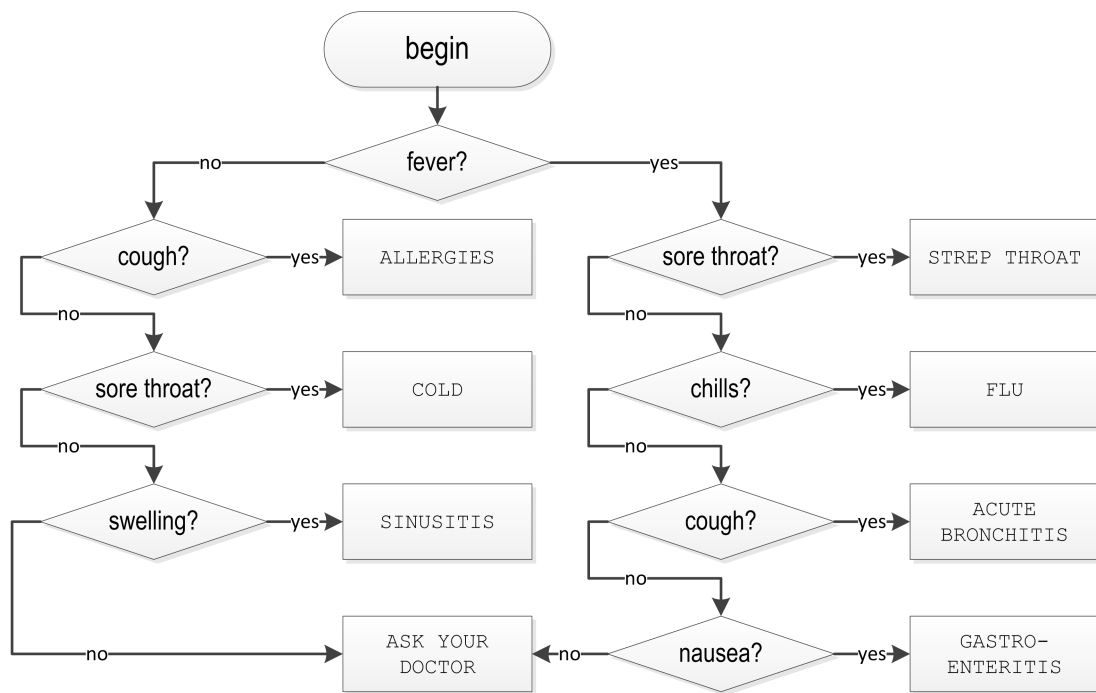 begin
fever?
no
yes
cough?
yes
ALLERGIES
sore throat?
yes
STREP THROAT
no
no
sore throat?
yes
COLD
chills?
yes
FLU
no
no
swelling?
yes
SINUSITIS
cough?
yes
ACUTE
BRONCHITIS
no
no
ASK YOUR
DOCTOR
no
nausea?
yes
GASTRO-
ENTERITIS